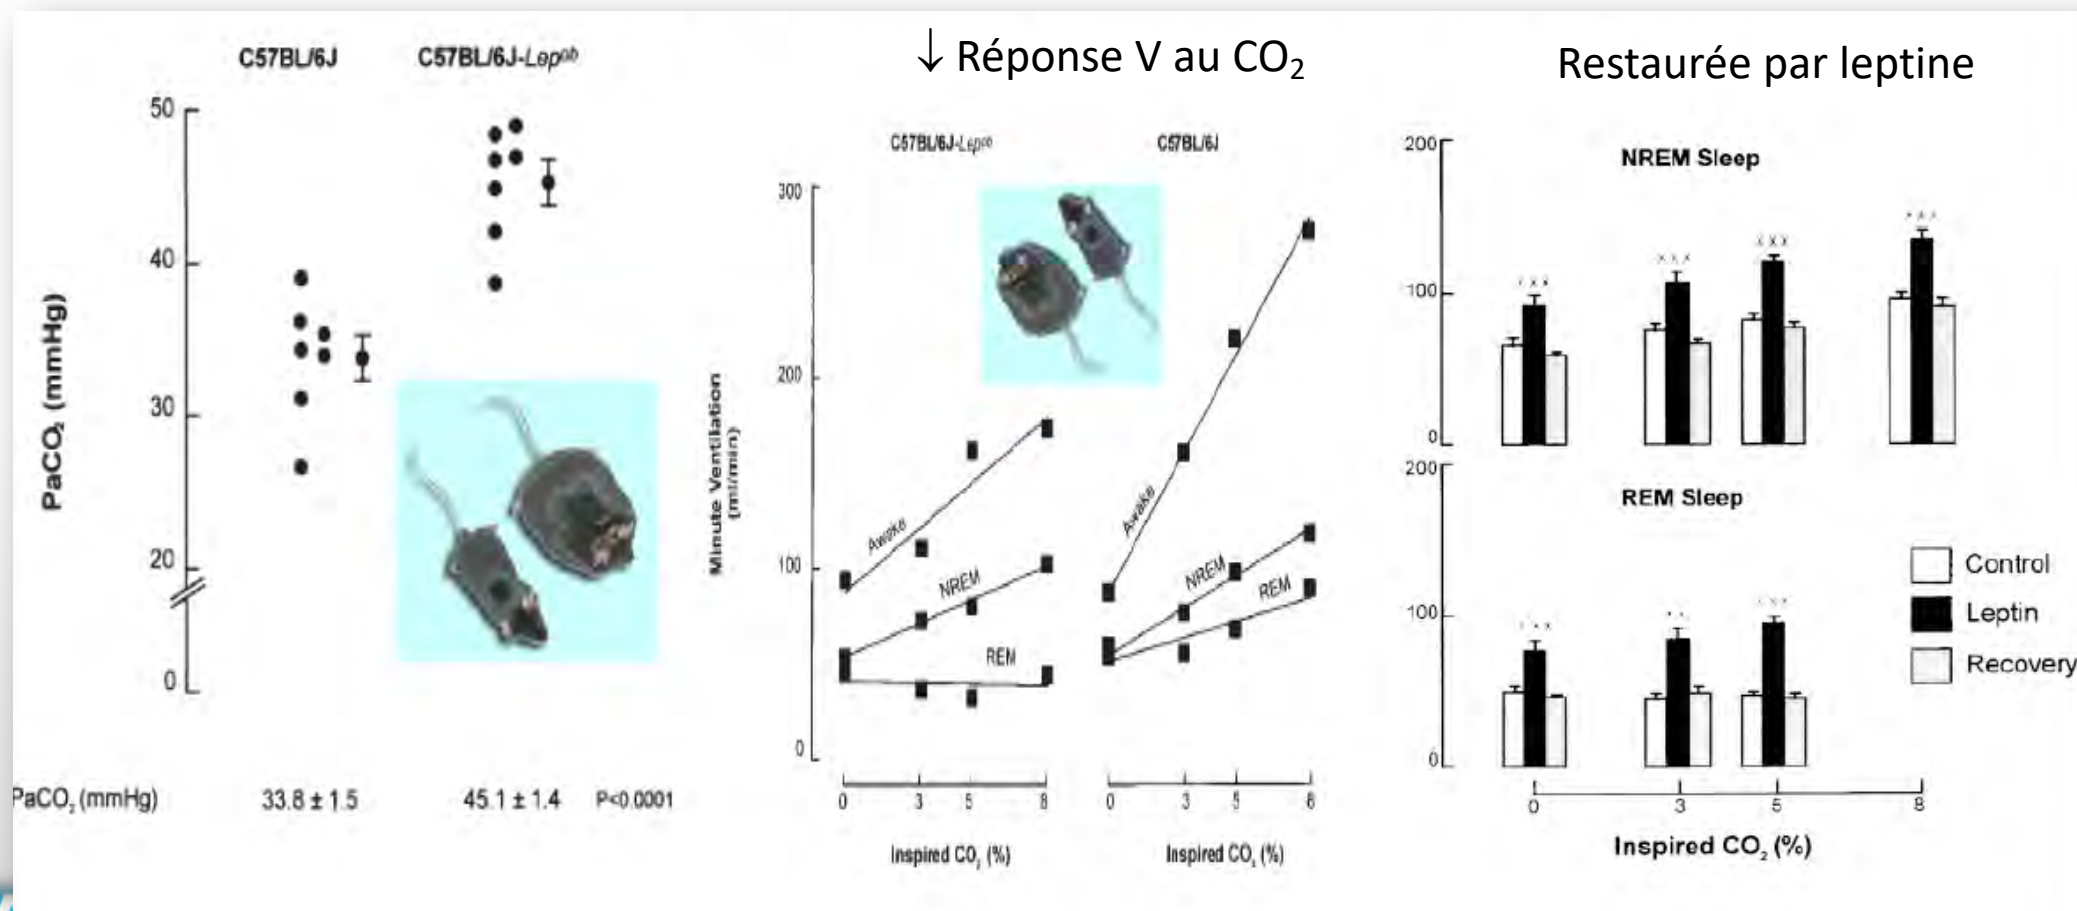 C57BL/6J C57BL/6J-Lep^ob
50
40
30
20
0
PaCO₂ (mmHg)
PaCO₂ (mmHg) 33.8 ± 1.5 45.1 ± 1.4 P<0.0001
↓ Réponse V au CO₂
C57BL/6J-Lep^ob C57BL/6J
300
200
100
0
Minute Ventilation
(ml/min)
Awake
NREM
REM
Awake
NREM
REM
0 3 5 8
0 3 5 8
Inspired CO₂ (%) Inspired CO₂ (%)
Restaurée par leptine
200
100
0
NREM Sleep
200
100
0
REM Sleep
Control
Leptin
Recovery
0 3 5 8
Inspired CO₂ (%)